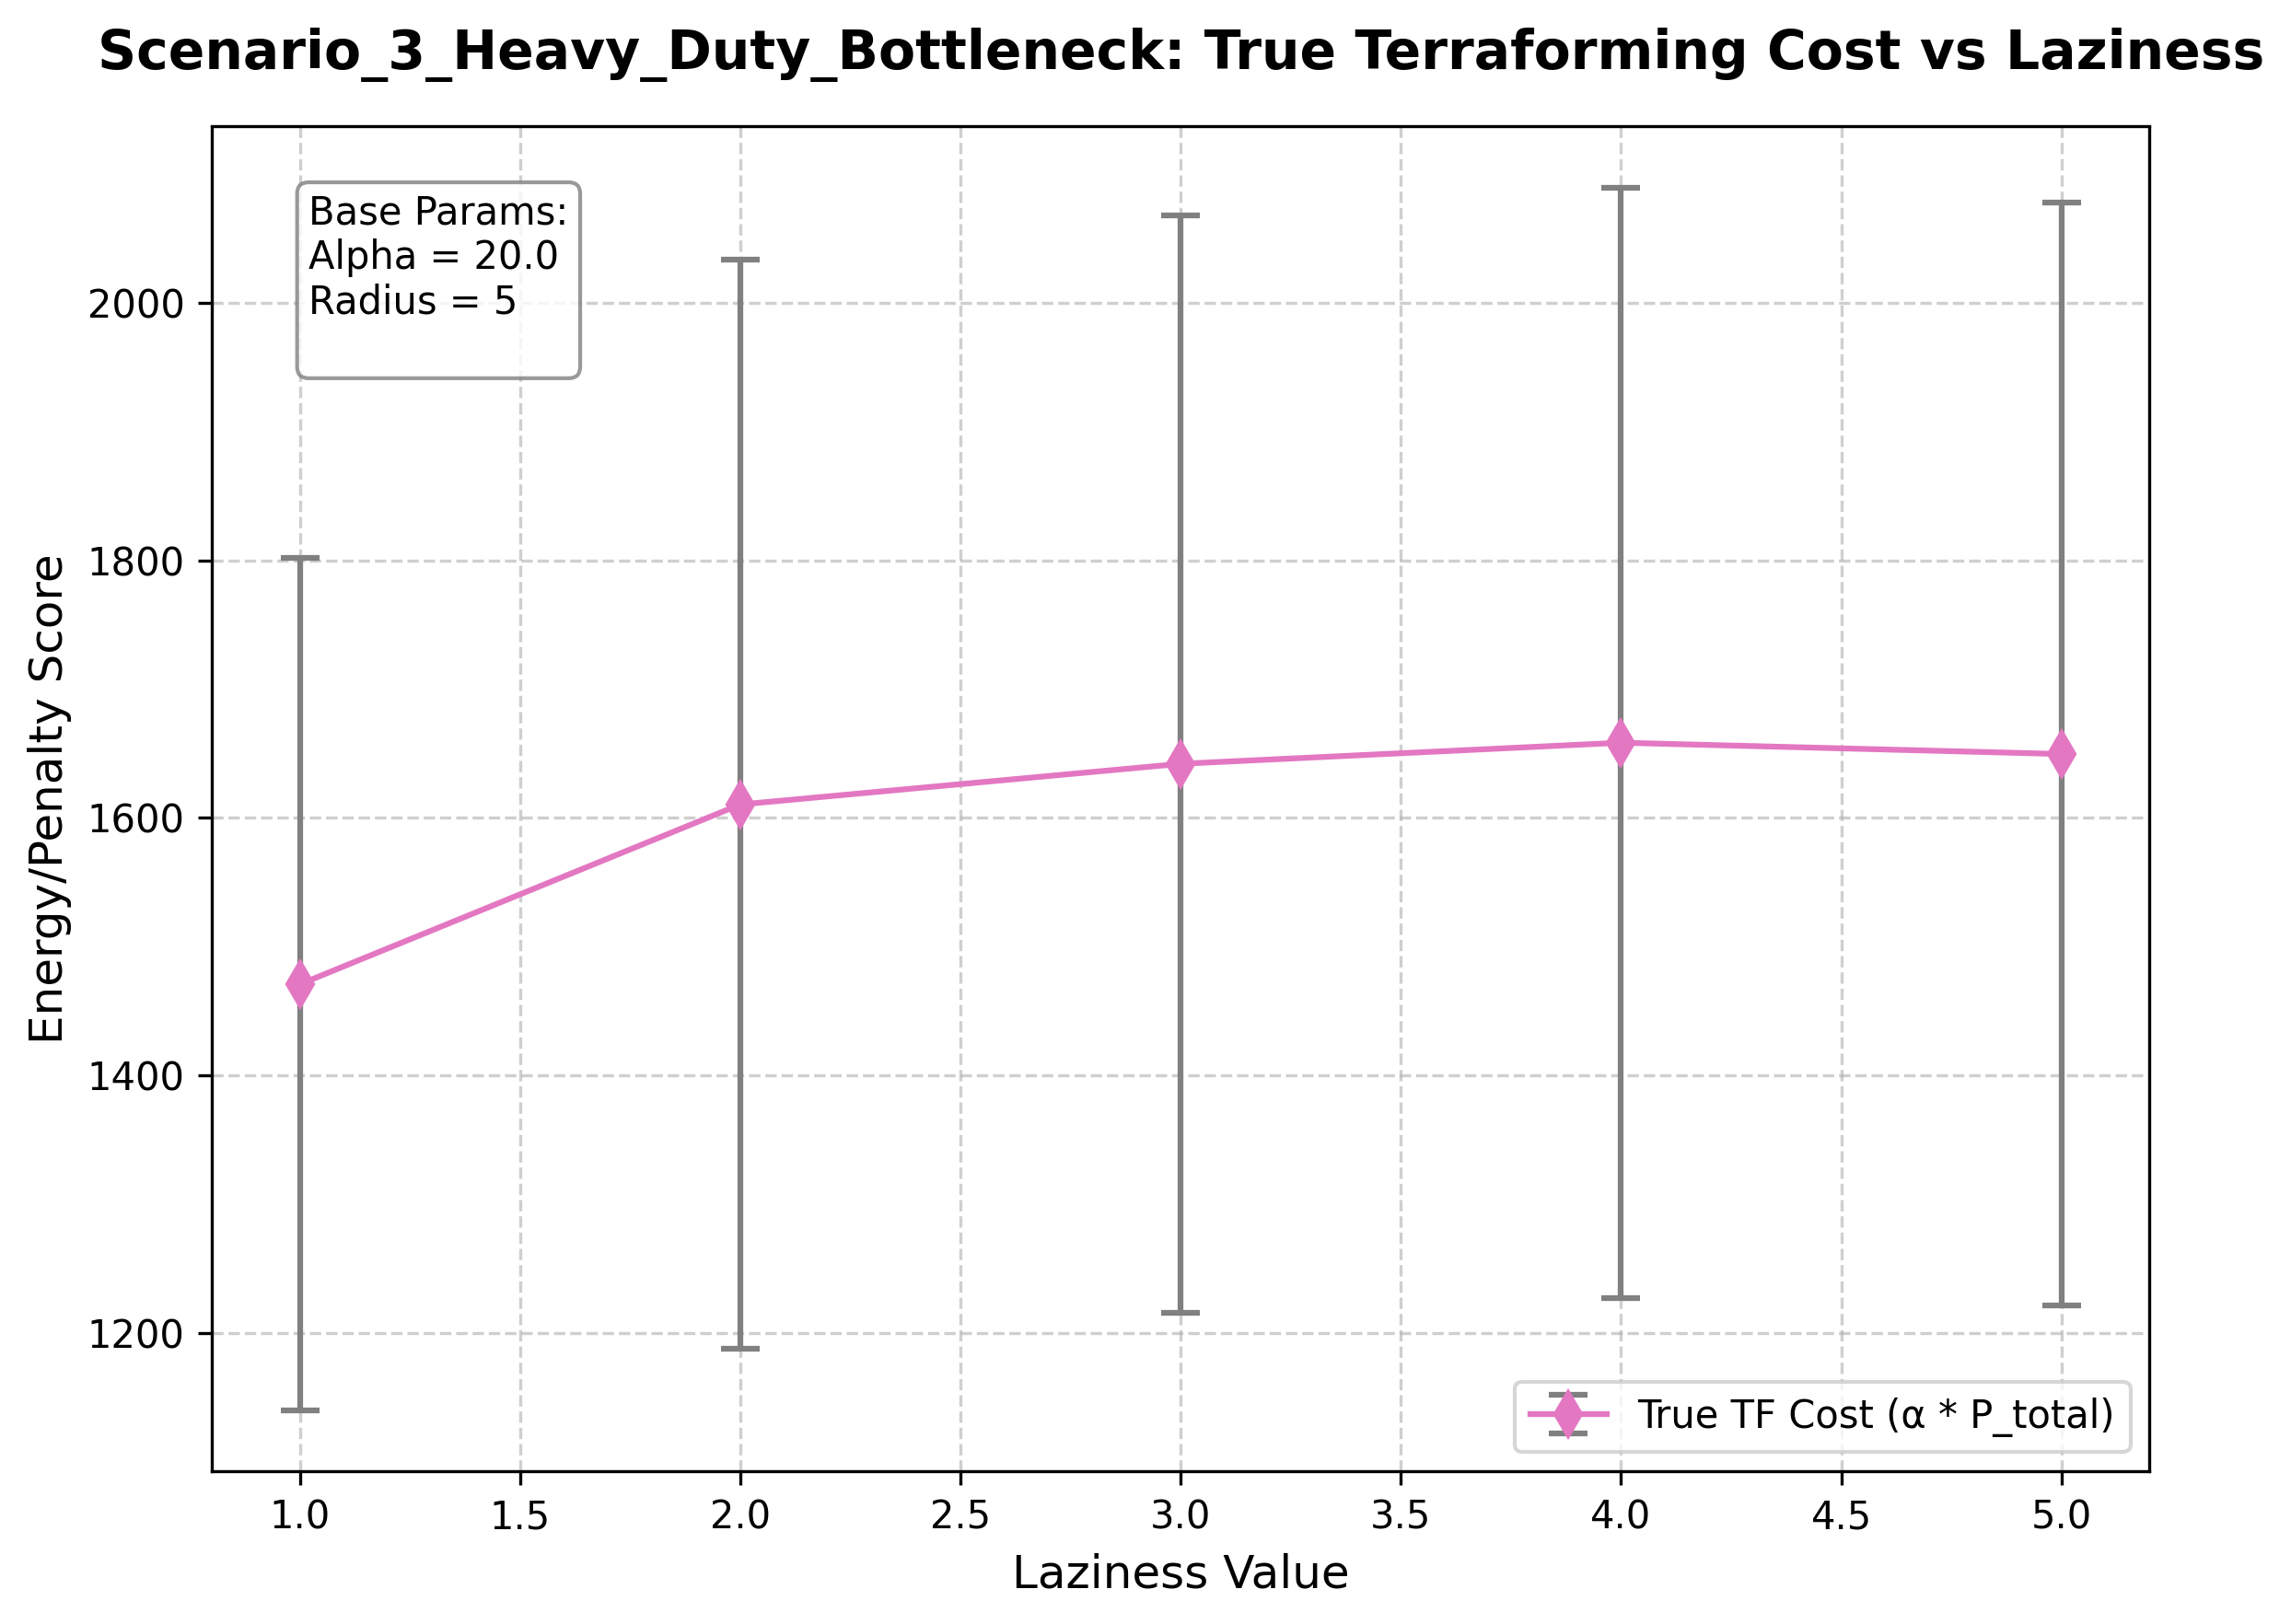 Scenario_3_Heavy_Duty_Bottleneck: True Terraforming Cost vs Laziness
Base Params:
Alpha = 20.0
Radius = 5
Energy/Penalty Score
2000
1800
1600
1400
1200
True TF Cost (α * P_total)
1.0 1.5 2.0 2.5 3.0 3.5 4.0 4.5 5.0
Laziness Value